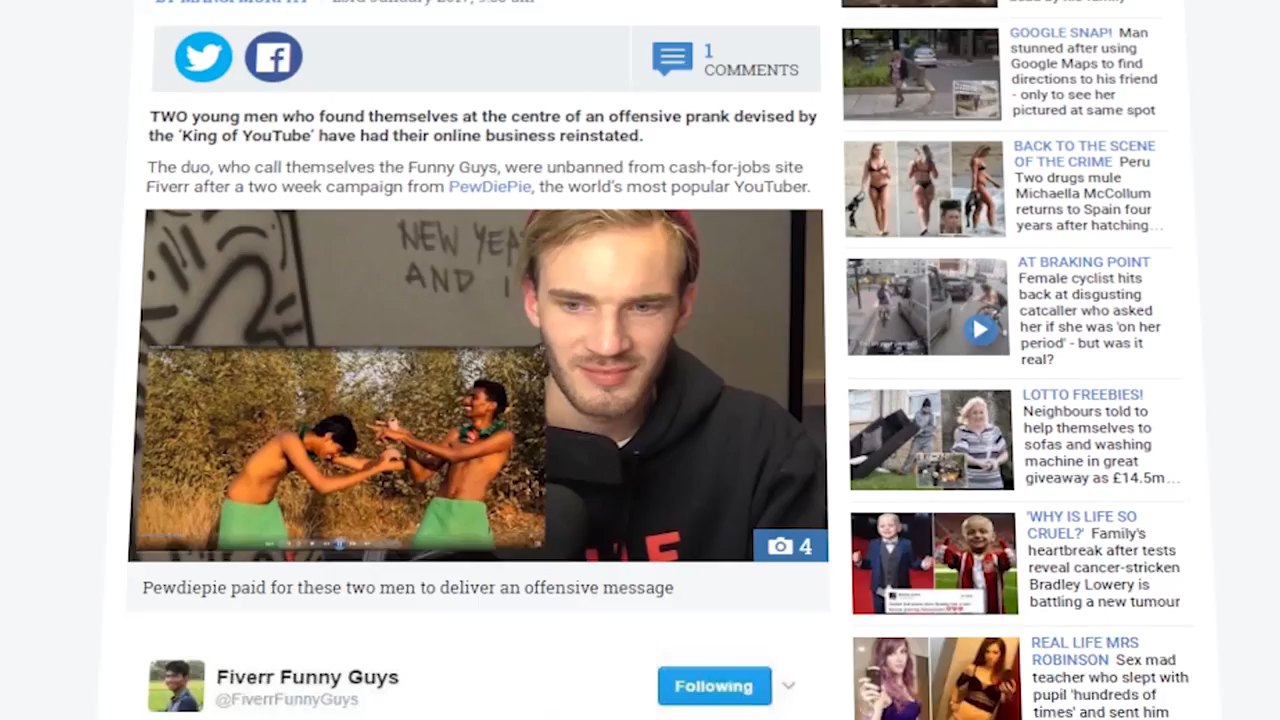 1
COMMENTS
TWO young men who found themselves at the centre of an offensive prank devised by
the 'King of YouTube' have had their online business reinstated.
The duo, who call themselves the Funny Guys, were unbanned from cash-for-jobs site
Fiverr after a two week campaign from PewDiePie, the world's most popular YouTuber.
NEW YEA
AND I
4
Pewdiepie paid for these two men to deliver an offensive message
Fiverr Funny Guys
@FiverrFunnyGuys
Following
GOOGLE SNAP! Man
stunned after using
Google Maps to find
directions to his friend
- only to see her
pictured at same spot
BACK TO THE SCENE
OF THE CRIME Peru
Two drugs mule
Michaella McCollum
returns to Spain four
years after hatching...
AT BRAKING POINT
Female cyclist hits
back at disgusting
catcaller who asked
her if she was 'on her
period' - but was it
real?
LOTTO FREEBIES!
Neighbours told to
help themselves to
sofas and washing
machine in great
giveaway as £14.5m...
'WHY IS LIFE SO
CRUEL?' Family's
heartbreak after tests
reveal cancer-stricken
Bradley Lowery is
battling a new tumour
REAL LIFE MRS
ROBINSON Sex mad
teacher who slept with
pupil 'hundreds of
times' and sent him